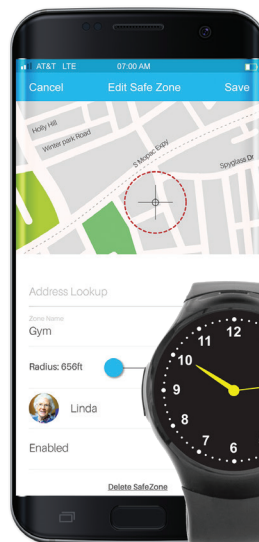 AT&T LTE 07:00 AM
Cancel Edit Safe Zone Save
Holly Hill
Winter park Road
S Mopac Expy
Spyglass Dr
Address Lookup
Zone Name
Gym
Radius: 656ft
Linda
Enabled
Delete SafeZone
12
11
10
9
8
7
6